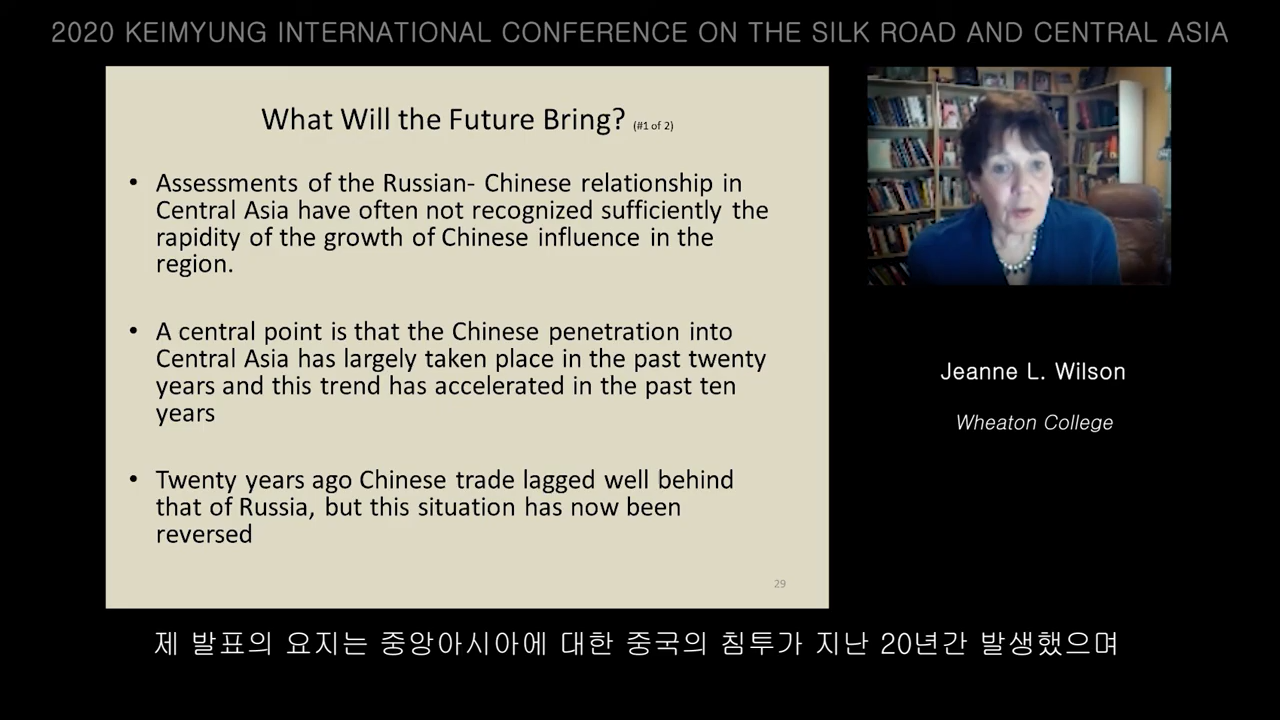 2020 KEIMYUNG INTERNATIONAL CONFERENCE ON THE SILK ROAD AND CENTRAL ASIA
What Will the Future Bring? (#1 of 2)
• Assessments of the Russian- Chinese relationship in
Central Asia have often not recognized sufficiently the
rapidity of the growth of Chinese influence in the
region.
• A central point is that the Chinese penetration into
Central Asia has largely taken place in the past twenty
years and this trend has accelerated in the past ten
years
• Twenty years ago Chinese trade lagged well behind
that of Russia, but this situation has now been
reversed
29
Jeanne L. Wilson
Wheaton College
제 발표의 요지는 중앙아시아에 대한 중국의 침투가 지난 20년간 발생했으며